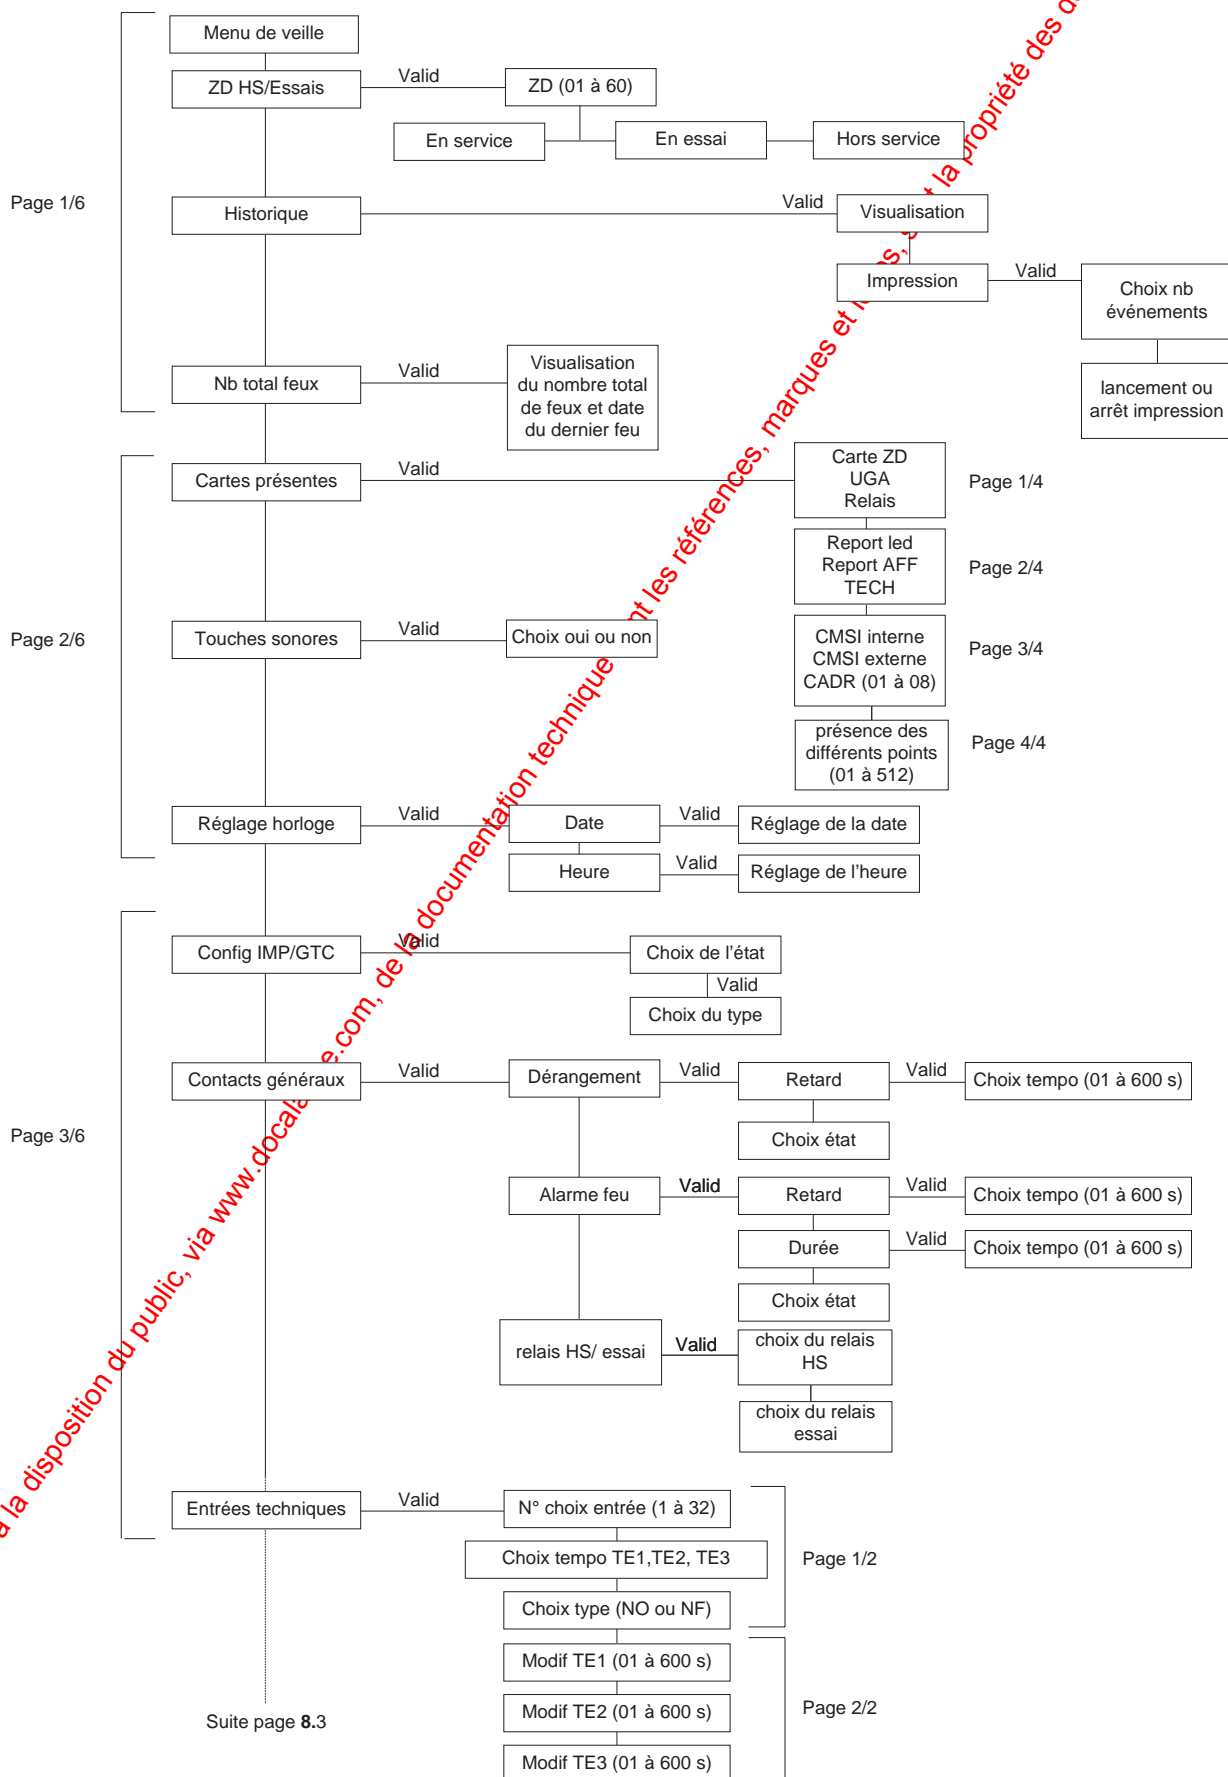 Menu de veille
ZD HS/Essais
Valid
ZD (01 à 60)
En service
En essai
Hors service
Page 1/6
Historique
Valid
Visualisation
Impression
Valid
Choix nb
événements
lancement ou
arrêt impression
Nb total feux
Valid
Visualisation
du nombre total
de feux et date
du dernier feu
Cartes présentes
Valid
Carte ZD
UGA
Relais
Page 1/4
Report led
Report AFF
TECH
Page 2/4
Page 2/6
Touches sonores
Valid
Choix oui ou non
CMSI interne
CMSI externe
CADR (01 à 08)
Page 3/4
présence des
différents points
(01 à 512)
Page 4/4
Réglage horloge
Valid
Date
Valid
Réglage de la date
Heure
Valid
Réglage de l'heure
Config IMP/GTC
Valid
Choix de l'état
Valid
Choix du type
Contacts généraux
Valid
Dérangement
Valid
Retard
Valid
Choix tempo (01 à 600 s)
Choix état
Page 3/6
Alarme feu
Valid
Retard
Valid
Choix tempo (01 à 600 s)
Durée
Valid
Choix tempo (01 à 600 s)
Choix état
relais HS/ essai
Valid
choix du relais
HS
choix du relais
essai
Entrées techniques
Valid
N° choix entrée (1 à 32)
Choix tempo TE1,TE2, TE3
Page 1/2
Choix type (NO ou NF)
Modif TE1 (01 à 600 s)
Modif TE2 (01 à 600 s)
Page 2/2
Modif TE3 (01 à 600 s)
Suite page 8.3
à la disposition du public, via www.docala e.com, de la documentation technique nt les références, marques et lo os, s t la propriété des d